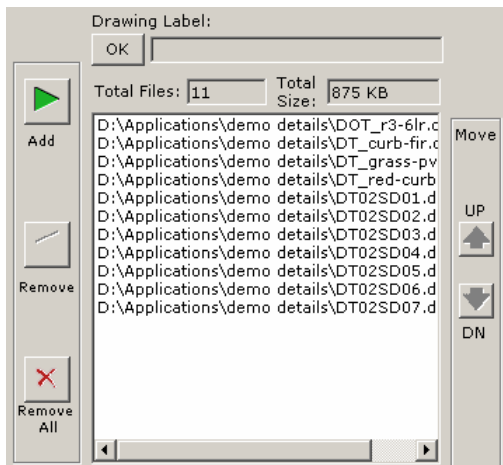 Drawing Label:
OK
Total Files: 11
Total Size: 875 KB
Add
Remove
Remove All
D:\Applications\demo details\DOT_r3-6lr.
D:\Applications\demo details\DT_curb-fir.
D:\Applications\demo details\DT_grass-pv
D:\Applications\demo details\DT_red-curb
D:\Applications\demo details\DT02SD01.d
D:\Applications\demo details\DT02SD02.d
D:\Applications\demo details\DT02SD03.d
D:\Applications\demo details\DT02SD04.d
D:\Applications\demo details\DT02SD05.d
D:\Applications\demo details\DT02SD06.d
D:\Applications\demo details\DT02SD07.d
Move
UP
DN